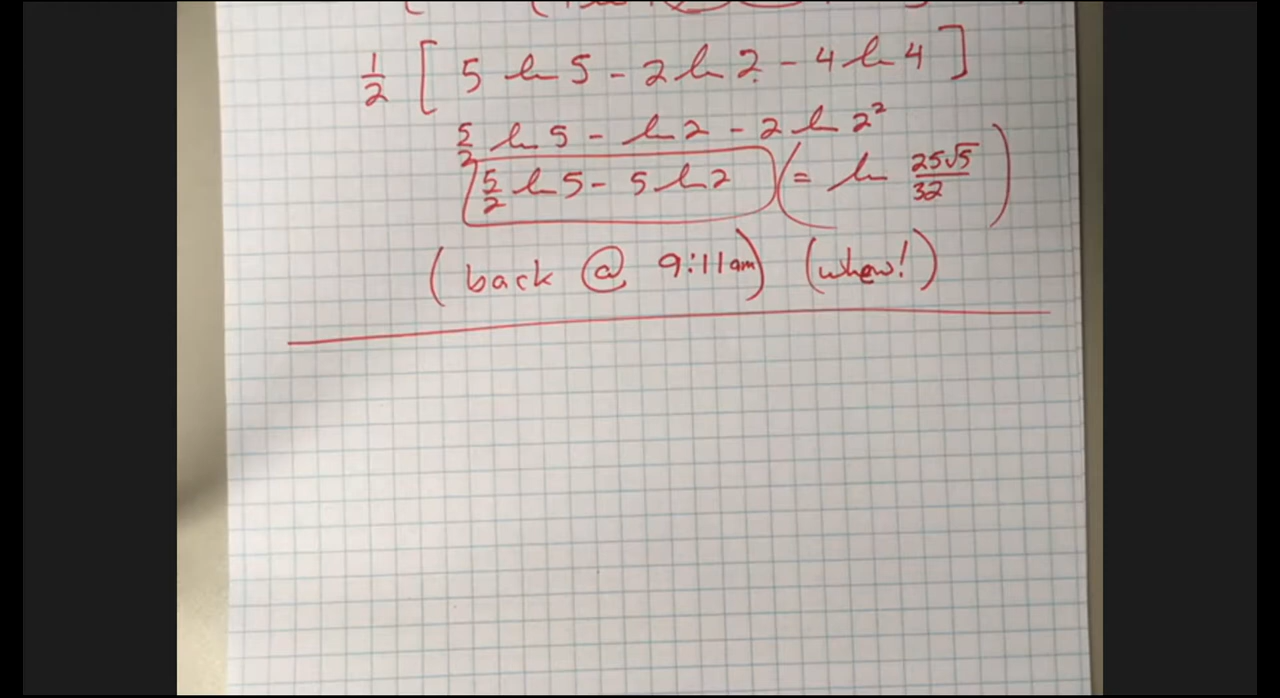 1/2 [ 5 ln 5 - 2 ln 2 - 4 ln 4 ]
5/2 ln 5 - ln 2 - 2 ln 2²
5/2 ln 5 - 5 ln 2 (= ln 25√5/32)
(back @ 9:11am) (whew!)